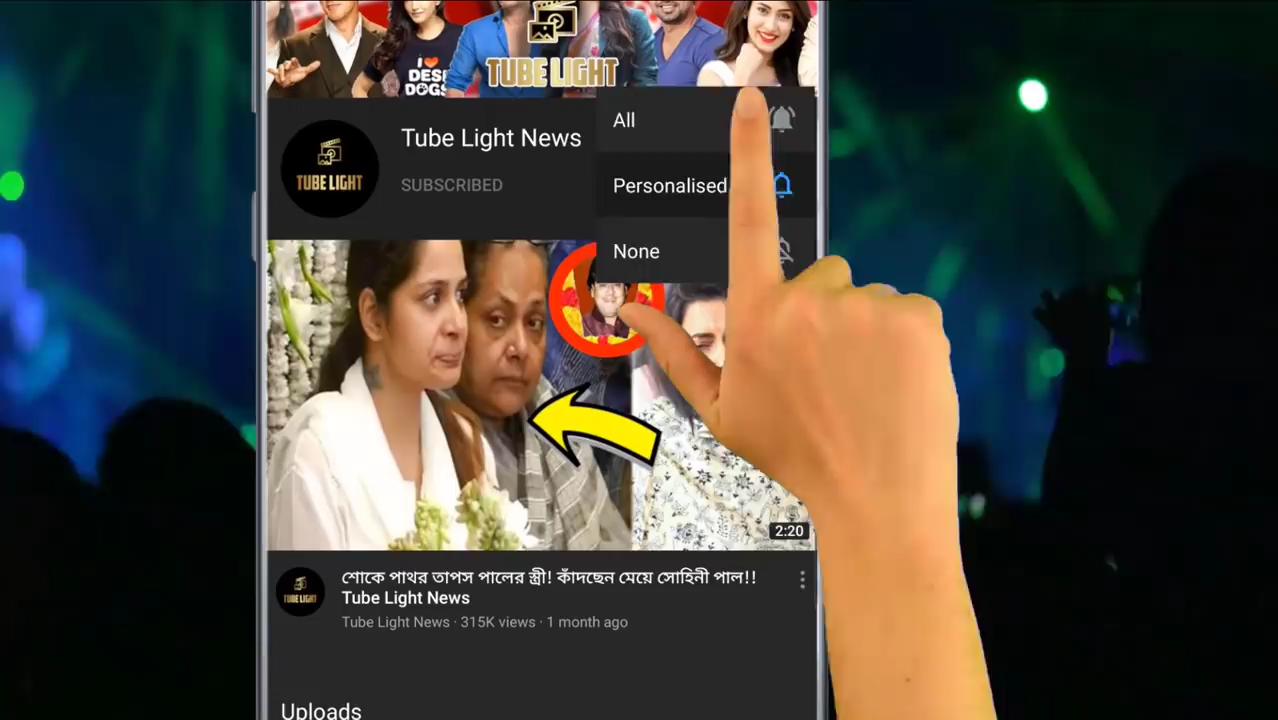 I ❤ DESI DOGS
TUBE LIGHT
Tube Light News
SUBSCRIBED
TUBE LIGHT
All
Personalised
None
2:20
শোকে পাথর তাপস পালের স্ত্রী! কাঁদছেন মেয়ে সোহিনী পাল!!
Tube Light News
TUBE LIGHT
Tube Light News · 315K views · 1 month ago
Uploads